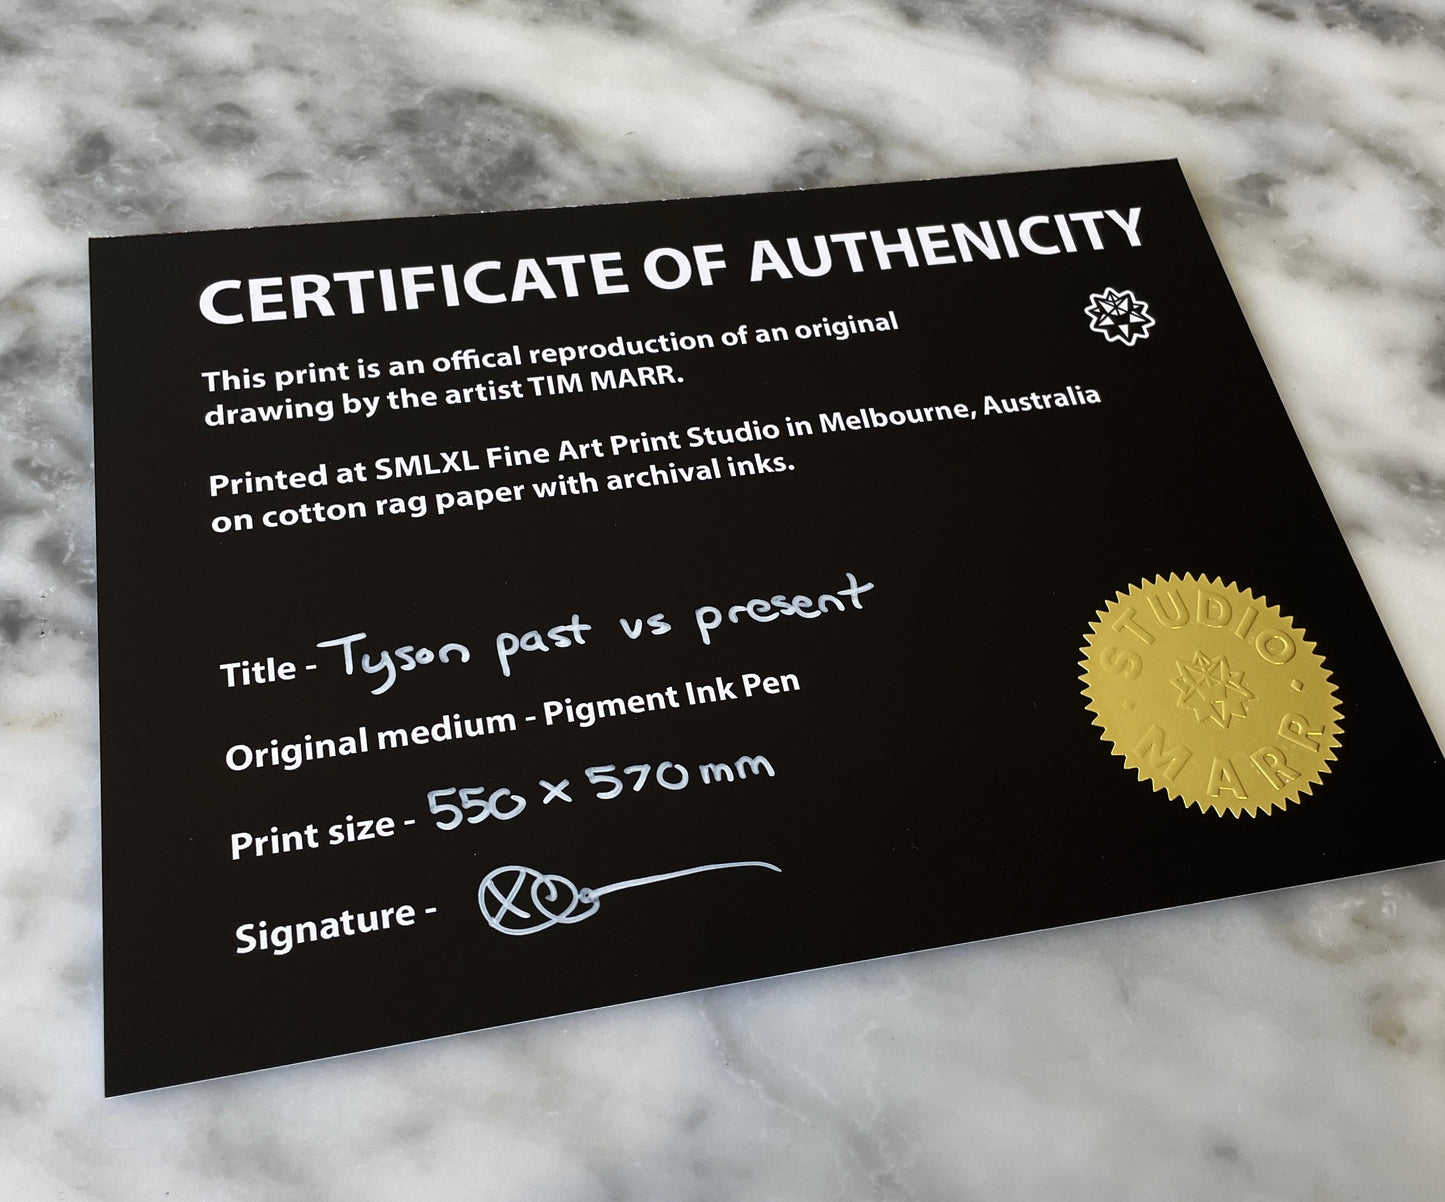 CERTIFICATE OF AUTHENICITY
This print is an offical reproduction of an original
drawing by the artist TIM MARR.
Printed at SMLXL Fine Art Print Studio in Melbourne, Australia
on cotton rag paper with archival inks.
Title - Tyson past vs present
Original medium - Pigment Ink Pen
Print size - 550 x 570 mm
Signature -
STUDIO
MARR